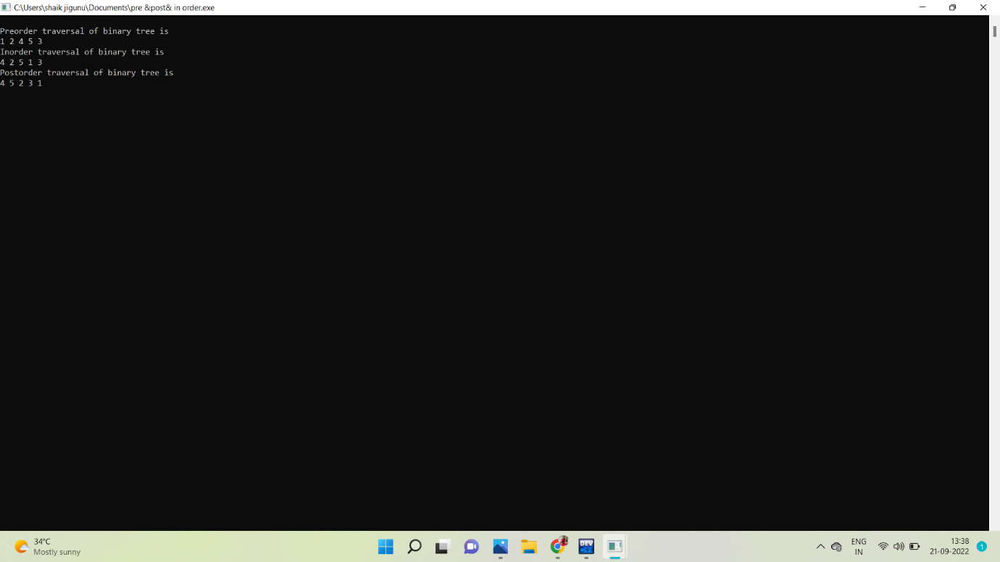 C:\Users\shaik jigunu\Documents\pre &post& in order.exe
Preorder traversal of binary tree is
1 2 4 5 3
Inorder traversal of binary tree is
4 2 5 1 3
Postorder traversal of binary tree is
4 5 2 3 1
34°C
Mostly sunny
DEV
ENG
IN
13:38
21-09-2022
1